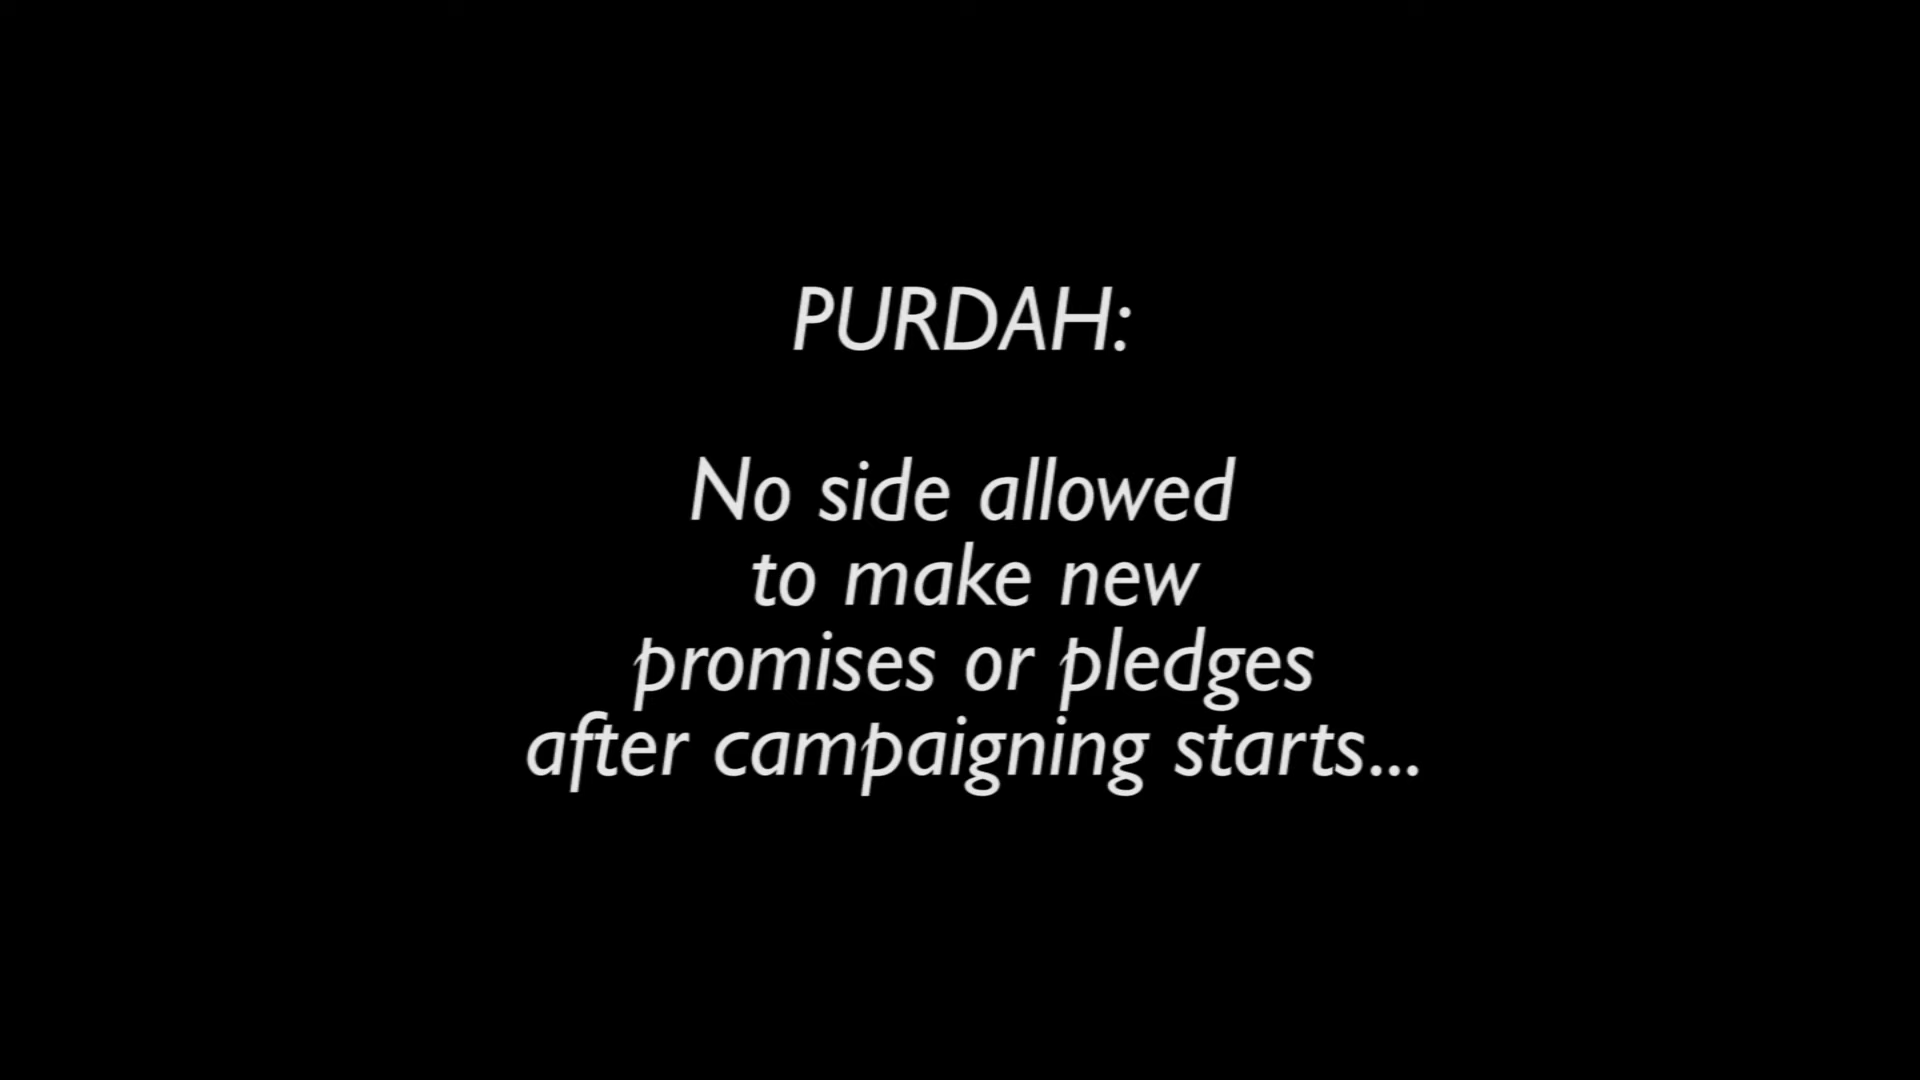 PURDAH:
No side allowed
to make new
promises or pledges
after campaigning starts...